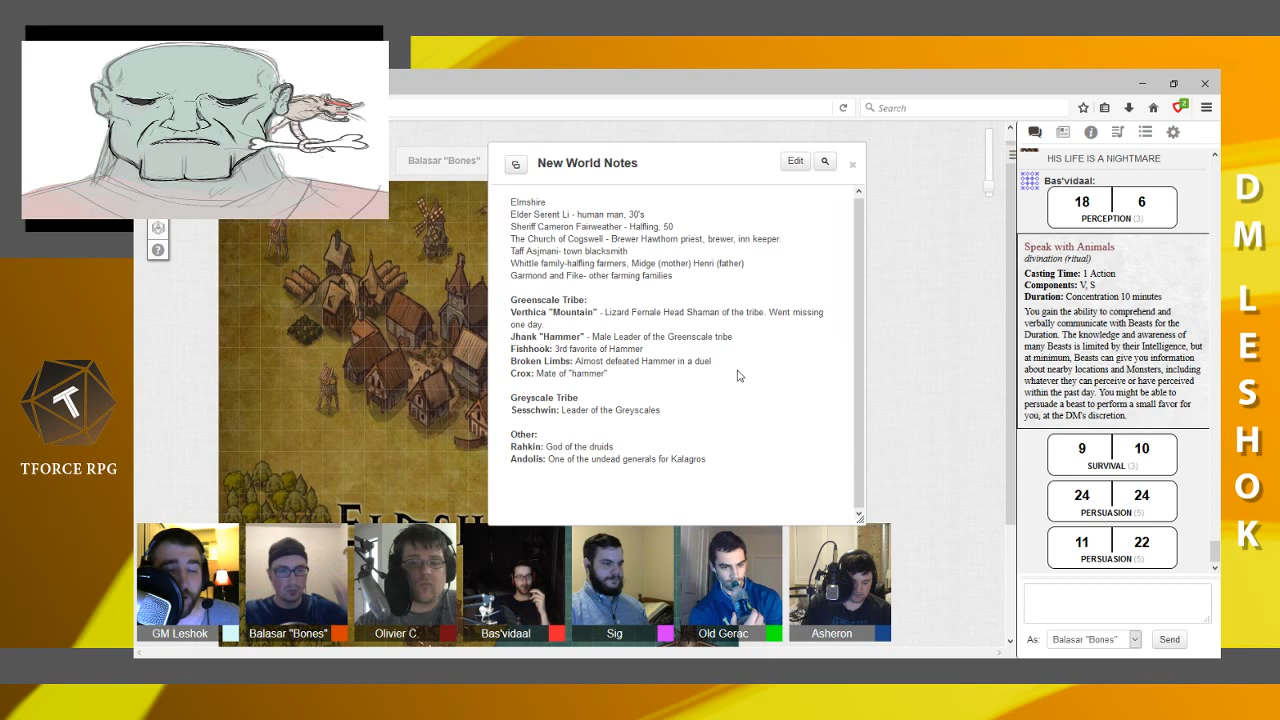 Search
2
Balasar "Bones"
New World Notes
Edit
Elmshire
Elder Serent Li - human man, 30's
Sheriff Cameron Fairweather - Halfling, 50
The Church of Cogswell - Brewer Hawthorn priest, brewer, inn keeper.
Taff Asjmani- town blacksmith
Whittle family-halfling farmers, Midge (mother) Henri (father)
Garmond and Fike- other farming families
Greenscale Tribe:
Verthica "Mountain" - Lizard Female Head Shaman of the tribe. Went missing
one day.
Jhank "Hammer" - Male Leader of the Greenscale tribe
Fishhook: 3rd favorite of Hammer
Broken Limbs: Almost defeated Hammer in a duel
Crox: Mate of "hammer"
Greyscale Tribe
Sesschwin: Leader of the Greyscales
Other:
Rahkin: God of the druids
Andolis: One of the undead generals for Kalagros
HIS LIFE IS A NIGHTMARE
Bas'vidaal:
18 6
PERCEPTION (3)
Speak with Animals
divination (ritual)
Casting Time: 1 Action
Components: V, S
Duration: Concentration 10 minutes
You gain the ability to comprehend and
verbally communicate with Beasts for the
Duration. The knowledge and awareness of
many Beasts is limited by their Intelligence, but
at minimum, Beasts can give you information
about nearby locations and Monsters, including
whatever they can perceive or have perceived
within the past day. You might be able to
persuade a beast to perform a small favor for
you, at the DM's discretion.
9 10
SURVIVAL (3)
24 24
PERSUASION (5)
11 22
PERSUASION (5)
As: Balasar "Bones" Send
GM Leshok
Balasar "Bones"
Olivier C.
Bas'vidaal
Sig
Old Gerac
Asheron
T
TFORCE RPG
DM LESHOK